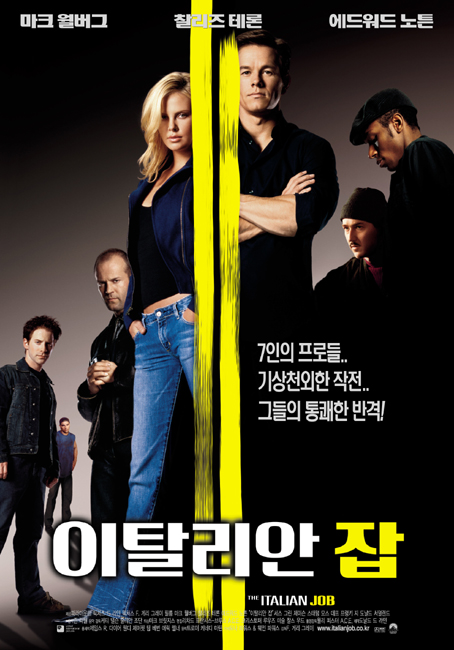 마크 월버그 찰리즈 테론 에드워드 노튼
7인의 프로들..
기상천외한 작전..
그들의 통쾌한 반격!
이탈리안 잡
THE ITALIAN JOB
www.italianjob.co.kr